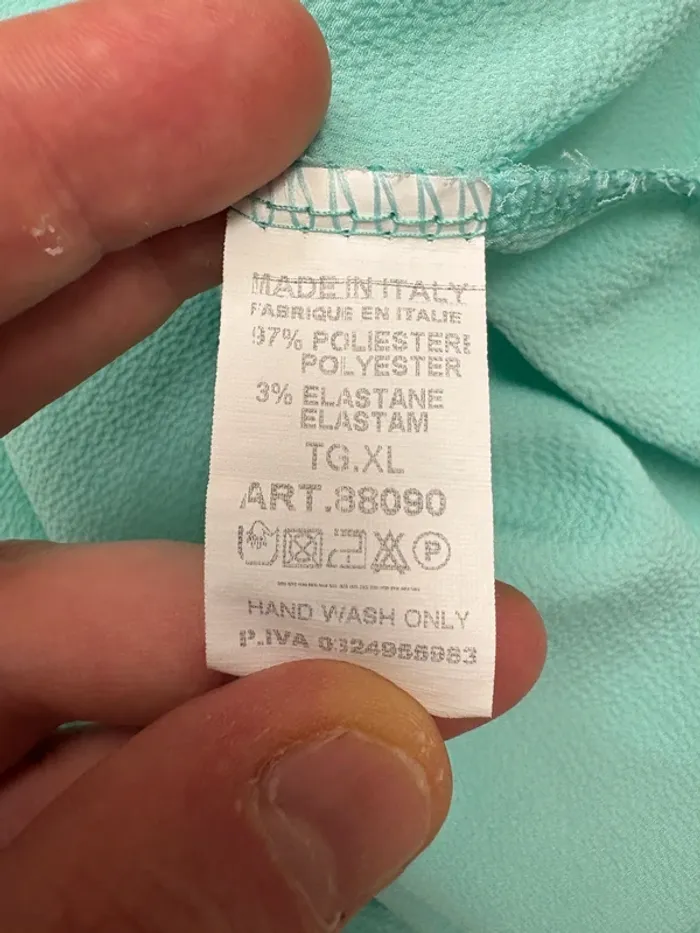 MADE IN ITALY
FABRIQUE EN ITALIE
97% POLIESTERE
POLYESTER
3% ELASTANE
ELASTAM
TG.XL
ART.88090
P
HAND WASH ONLY
P.IVA